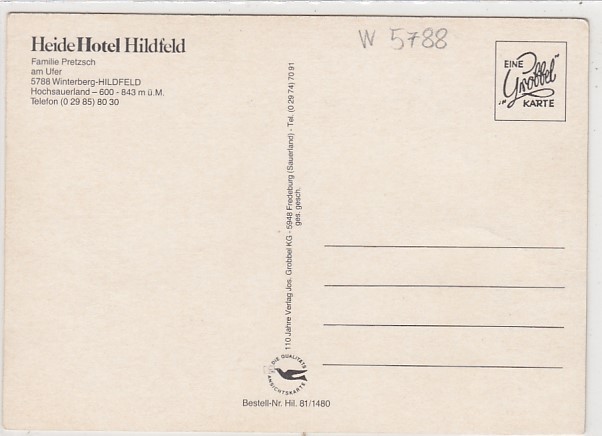 Heide Hotel Hildfeld
Familie Pretzsch
am Ufer
5788 Winterberg-HILDFELD
Hochsauerland – 600 - 843 m ü.M.
Telefon (0 29 85) 80 30
W 5788
EINE
"Grobbel"
KARTE
110 Jahre Verlag Jos. Grobbel KG - 5948 Fredeburg (Sauerland) - Tel. (0 29 74) 70 91
ges. gesch.
DIE QUALITÄTS
ANSICHTSKARTE
Bestell-Nr. Hil. 81/1480